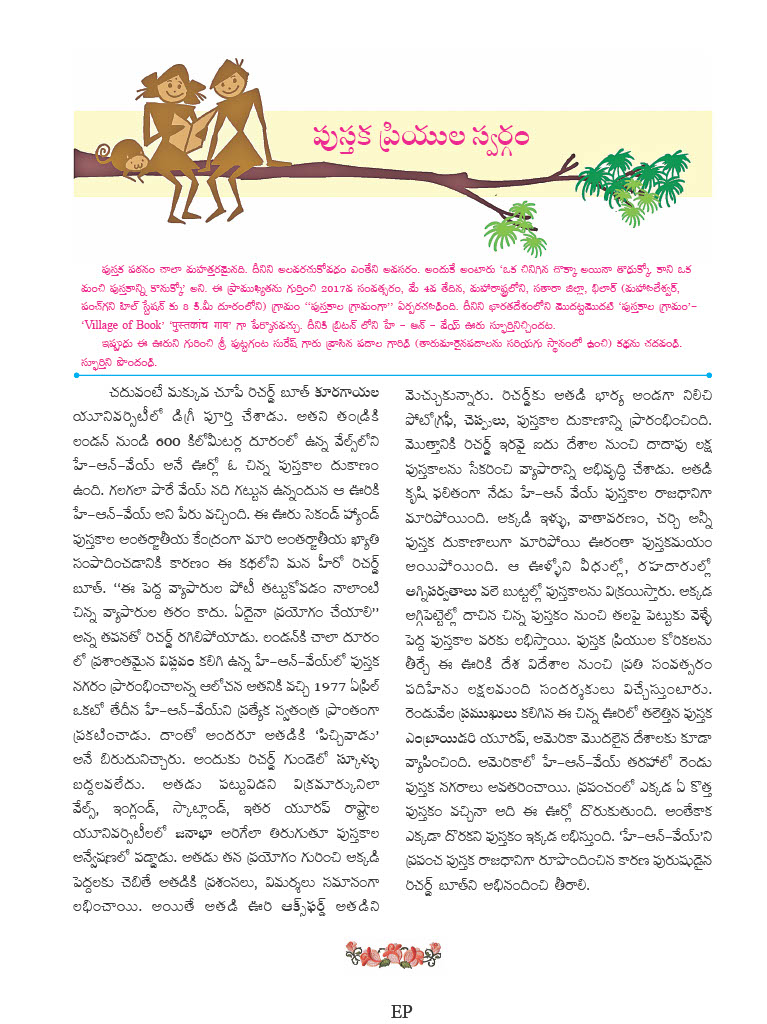 పుస్తక ప్రియుల స్వర్గం
పుస్తక పఠనం చాలా మహత్తరమైనది. దీనిని అలవరచుకోవడం ఎంతేని అవసరం. అందుకే అంటారు ‘ఒక చినిగిన చొక్కా అయినా తొడుక్కో. కాని ఒక
మంచి పుస్తకాన్ని కొనుక్కో’ అని. ఈ ప్రాముఖ్యతను గుర్తించి 2017వ సంవత్సరం, మే 4వ తేదిన, మహారాష్ట్రలోని, సతారా జిల్లా, భిలార్ (మహాబలేశ్వర్,
పంచ్‌గని హిల్ స్టేషన్ కు 8 కి.మీ దూరంలోని) గ్రామం “పుస్తకాల గ్రామంగా” ఏర్పరచబడింది. దీనిని భారతదేశంలోని మొదట్టమొదటి ‘పుస్తకాల గ్రామం’–
‘Village of Book’ ‘पुस्तकांच गाव’ గా పేర్కొనవచ్చు. దీనికి బ్రిటన్ లోని హే – అన్ – వేయ్ ఊరు స్ఫూర్తినిచ్చిందట.
ఇప్పుడు ఈ ఊరుని గురించి శ్రీ పుట్టగంట సురేష్ గారు వ్రాసిన పదాల గారడి (తారుమారైనపదాలను సరియగు స్థానంలో ఉంచి) కథను చదవండి.
స్ఫూర్తిని పొందండి.
చదువంటే మక్కువ చూపే రిచర్డ్ బూత్ కూరగాయల
యూనివర్సిటీలో డిగ్రీ పూర్తి చేశాడు. అతని తండ్రికి
లండన్ నుండి 600 కిలోమీటర్ల దూరంలో ఉన్న వేల్స్‌లోని
హే–ఆన్–వేయ్ అనే ఊర్లో ఓ చిన్న పుస్తకాల దుకాణం
ఉంది. గలగలా పారే వేయ్ నది గట్టున ఉన్నందున ఆ ఊరికి
హే–ఆన్–వేయ్ అని పేరు వచ్చింది. ఈ ఊరు సెకండ్ హ్యాండ్
పుస్తకాల అంతర్జాతీయ కేంద్రంగా మారి అంతర్జాతీయ ఖ్యాతి
సంపాదించడానికి కారణం ఈ కథలోని మన హీరో రిచర్డ్
బూత్. “ఈ పెద్ద వ్యాపారుల పోటీ తట్టుకోవడం నాలాంటి
చిన్న వ్యాపారుల తరం కాదు. ఏదైనా ప్రయోగం చేయాలి”
అన్న తపనతో రిచర్డ్ రగిలిపోయాడు. లండన్‌కి చాలా దూరం
లో ప్రశాంతమైన విప్లవం కలిగి ఉన్న హే–ఆన్–వేయ్‌లో పుస్తక
నగరం ప్రారంభించాలన్న ఆలోచన అతనికి వచ్చి 1977 ఏప్రిల్
ఒకటో తేదీన హే–ఆన్–వేయ్‌ని ప్రత్యేక స్వతంత్ర ప్రాంతంగా
ప్రకటించాడు. దాంతో అందరూ అతడికి ‘పిచ్చివాడు’
అనే బిరుదునిచ్చారు. అందుకు రిచర్డ్ గుండెలో స్కూళ్ళు
బద్దలవలేదు. అతడు పట్టువిడని విక్రమార్కునిలా
వేల్స్, ఇంగ్లండ్, స్కాట్లాండ్, ఇతర యూరప్ రాష్ట్రాల
యూనివర్సిటీలలో జనాభా అరిగేలా తిరుగుతూ పుస్తకాల
అన్వేషణలో పడ్డాడు. అతడు తన ప్రయోగం గురించి అక్కడి
పెద్దలకు చెబితే అతడికి ప్రశంసలు, విమర్శలు సమానంగా
లభించాయి. అయితే అతడి ఊరి ఆక్స్‌ఫర్డ్ అతడిని
మెచ్చుకున్నారు. రిచర్డ్‌కు అతడి భార్య అండగా నిలిచి
పోటోగ్రఫీ, చెప్పులు, పుస్తకాల దుకాణాన్ని ప్రారంభించింది.
మొత్తానికి రిచర్డ్ ఇరవై ఐదు దేశాల నుంచి దాదాపు లక్ష
పుస్తకాలను సేకరించి వ్యాపారాన్ని అభివృద్ధి చేశాడు. అతడి
కృషి ఫలితంగా నేడు హే–ఆన్ వేయ్ పుస్తకాల రాజధానిగా
మారిపోయింది. అక్కడి ఇళ్ళు, వాతావరణం, చర్చి అన్నీ
పుస్తక దుకాణాలుగా మారిపోయి ఊరంతా పుస్తకమయం
అయిపోయింది. ఆ ఊళ్ళోని వీధుల్లో, రహదారుల్లో
అగ్నిపర్వతాలు వలె బుట్టల్లో పుస్తకాలను విక్రయిస్తారు. అక్కడ
అగ్గిపెట్టెల్లో దాచిన చిన్న పుస్తకం నుంచి తలపై పెట్టుకు వెళ్ళే
పెద్ద పుస్తకాల వరకు లభిస్తాయి. పుస్తక ప్రియుల కోరికలను
తీర్చే ఈ ఊరికి దేశ విదేశాల నుంచి ప్రతి సంవత్సరం
పదిహేను లక్షలమంది సందర్శకులు విచ్చేస్తుంటారు.
రెండువేల ప్రముఖులు కలిగిన ఈ చిన్న ఊరిలో తలెత్తిన పుస్తక
ఎంబ్రాయిడరి యూరప్, అమెరికా మొదలైన దేశాలకు కూడా
వ్యాపించింది. అమెరికాలో హే–ఆన్–వేయ్ తరహాలో రెండు
పుస్తక నగరాలు అవతరించాయి. ప్రపంచంలో ఎక్కడ ఏ కొత్త
పుస్తకం వచ్చినా అది ఈ ఊర్లో దొరుకుతుంది. అంతేకాక
ఎక్కడా దొరకని పుస్తకం ఇక్కడ లభిస్తుంది. ‘హే–ఆన్–వేయ్’ని
ప్రపంచ పుస్తక రాజధానిగా రూపొందించిన కారణ పురుషుడైన
రిచర్డ్ బూత్‌ని అభినందించి తీరాలి.
EP